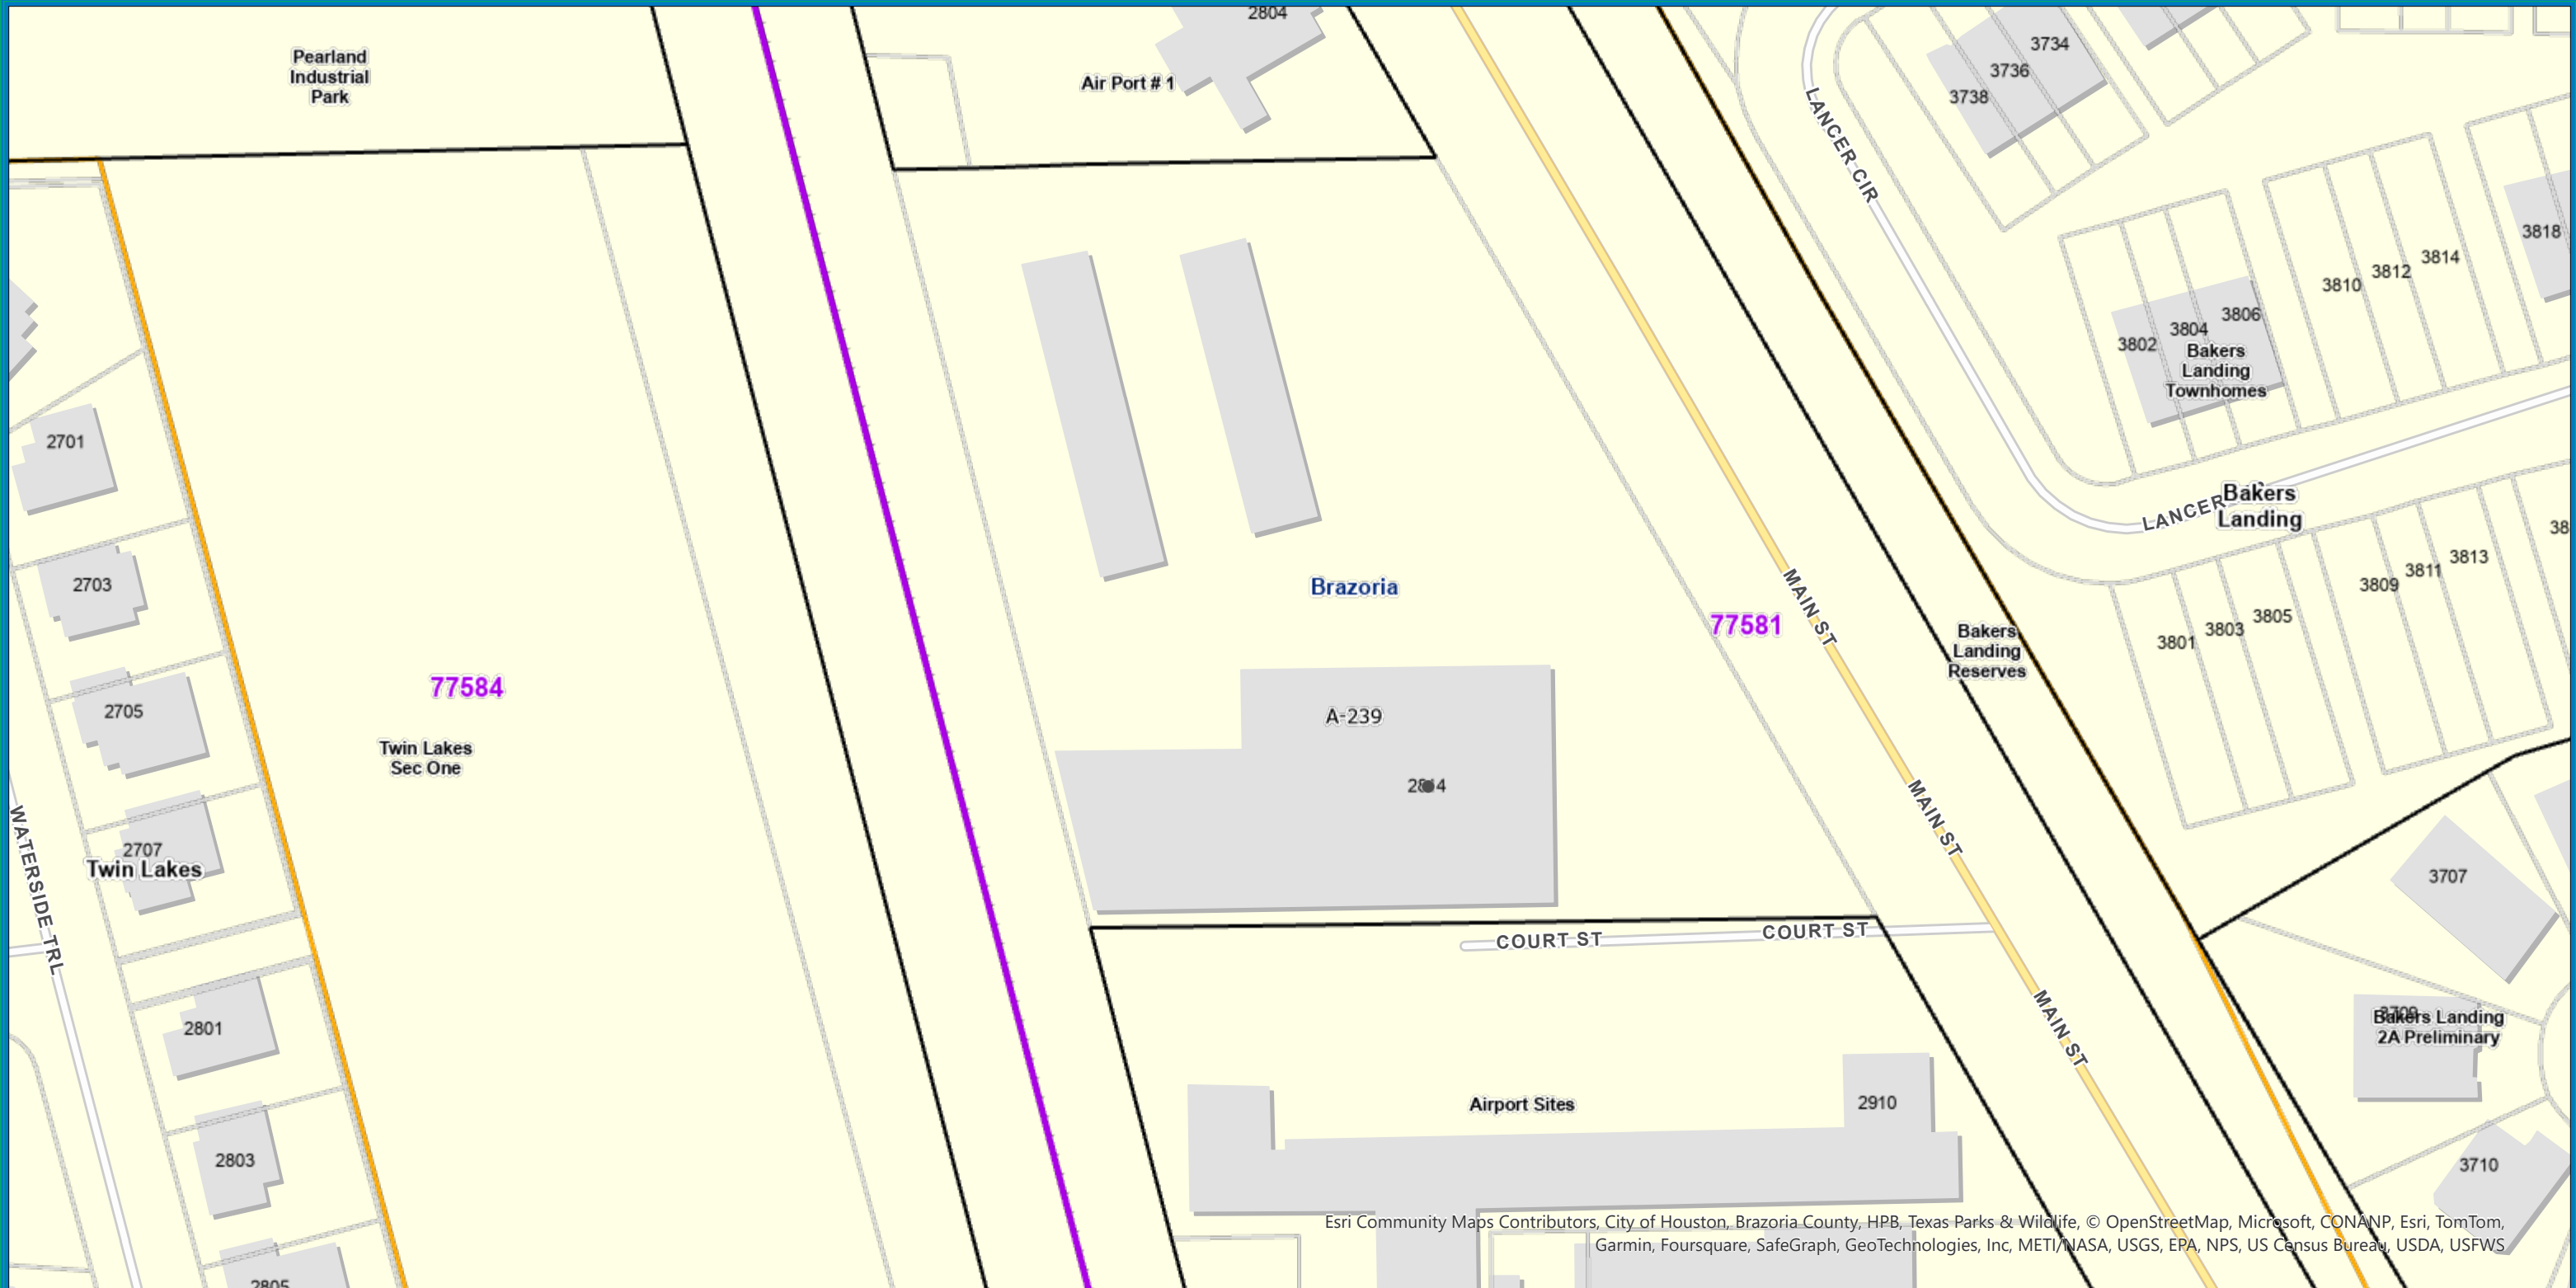 2804
Pearland
Industrial
Park
Air Port # 1
3734
3736
3738
LANCER CIR
3818
3814
3812
3810
3806
3804
3802
Bakers
Landing
Townhomes
2701
LANCER
Bakers
Landing
38
3813
3811
3809
3805
3803
3801
2703
Brazoria
77581
MAIN ST
Bakers
Landing
Reserves
77584
2705
A-239
Twin Lakes
Sec One
MAIN ST
WATERSIDE TRL
2707
Twin Lakes
3707
COURT ST
COURT ST
MAIN ST
3709
Bakers Landing
2A Preliminary
2801
Airport Sites
2910
2803
3710
2805
Esri Community Maps Contributors, City of Houston, Brazoria County, HPB, Texas Parks & Wildlife, © OpenStreetMap, Microsoft, CONANP, Esri, TomTom,
Garmin, Foursquare, SafeGraph, GeoTechnologies, Inc, METI/NASA, USGS, EPA, NPS, US Census Bureau, USDA, USFWS